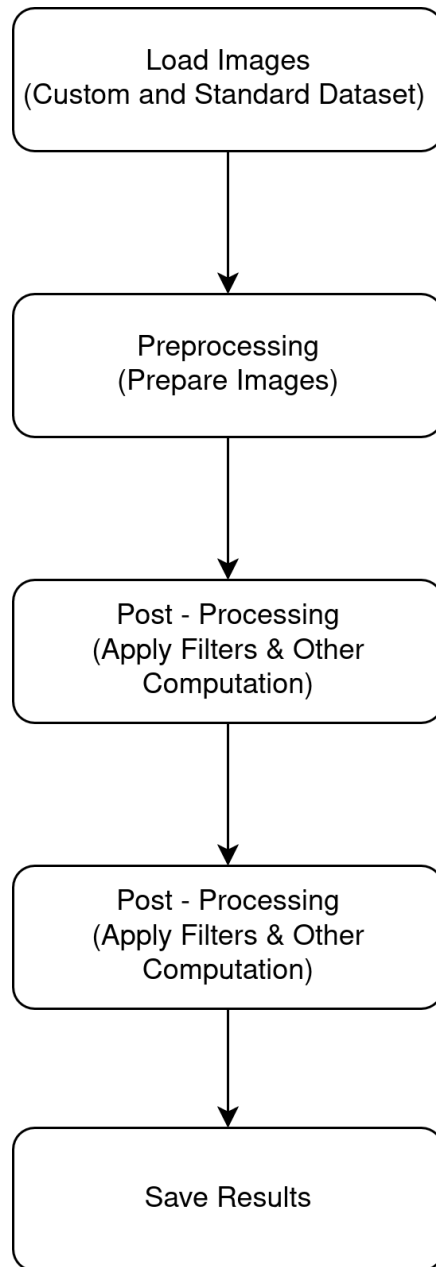 Load Images
(Custom and Standard Dataset)
Preprocessing
(Prepare Images)
Post - Processing
(Apply Filters & Other
Computation)
Post - Processing
(Apply Filters & Other
Computation)
Save Results